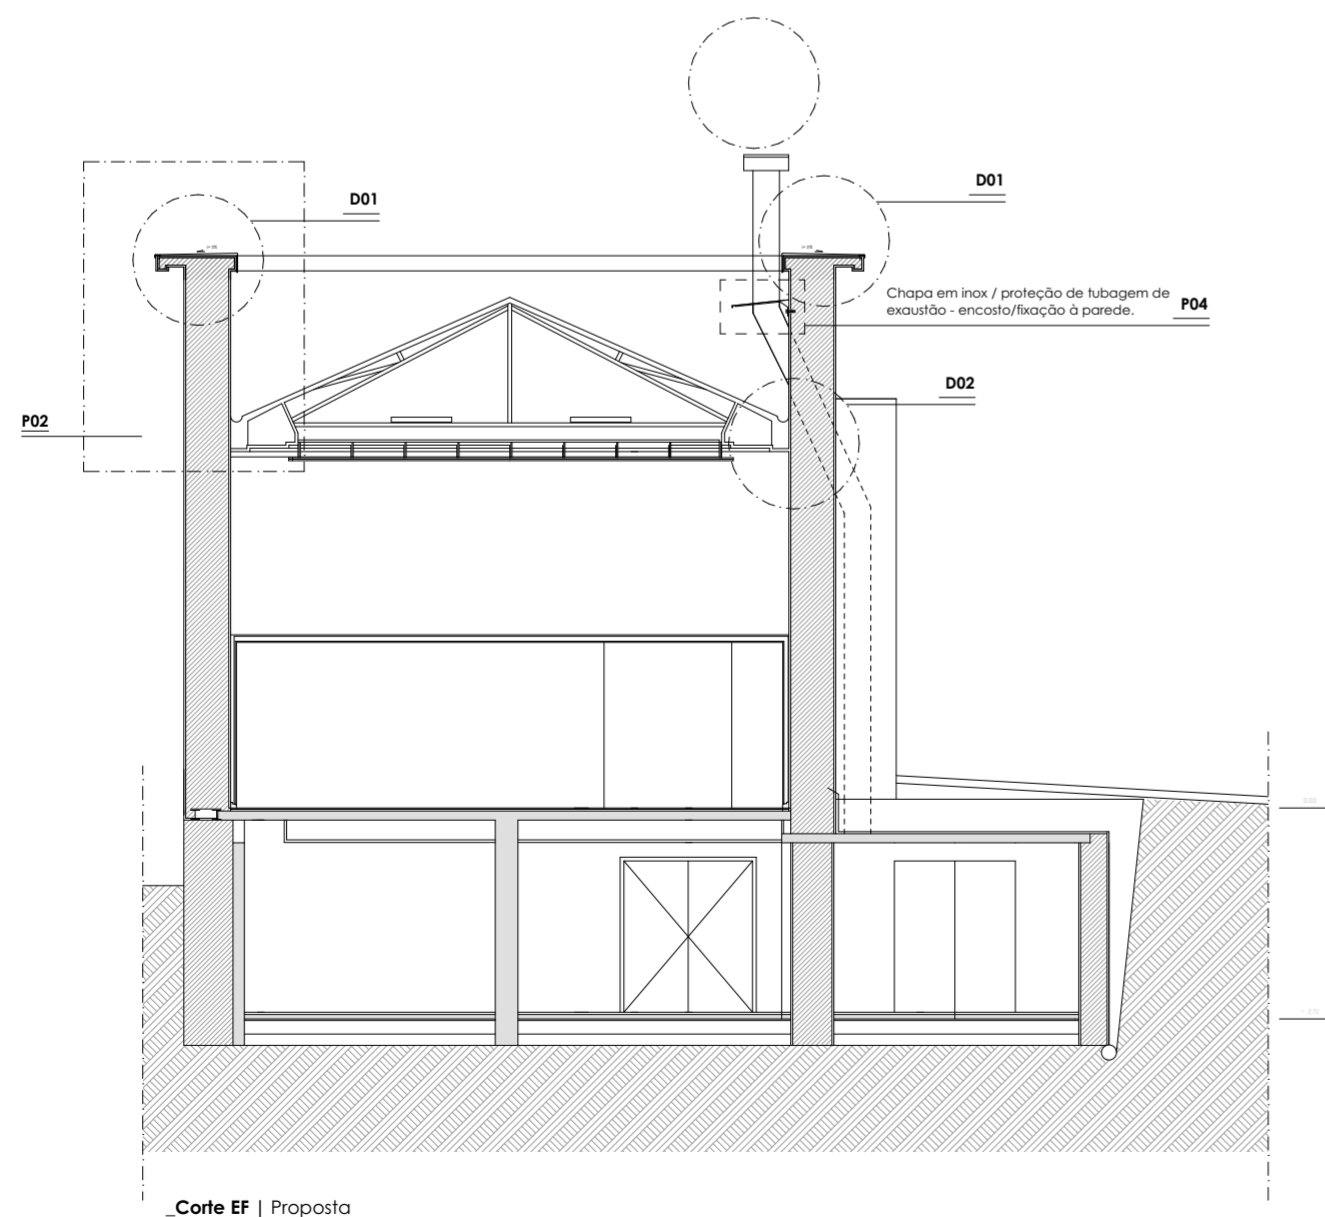 D01
D01
Chapa em inox / proteção de tubagem de
exaustão - encosto/fixação à parede.
P04
D02
P02
_Corte EF | Proposta